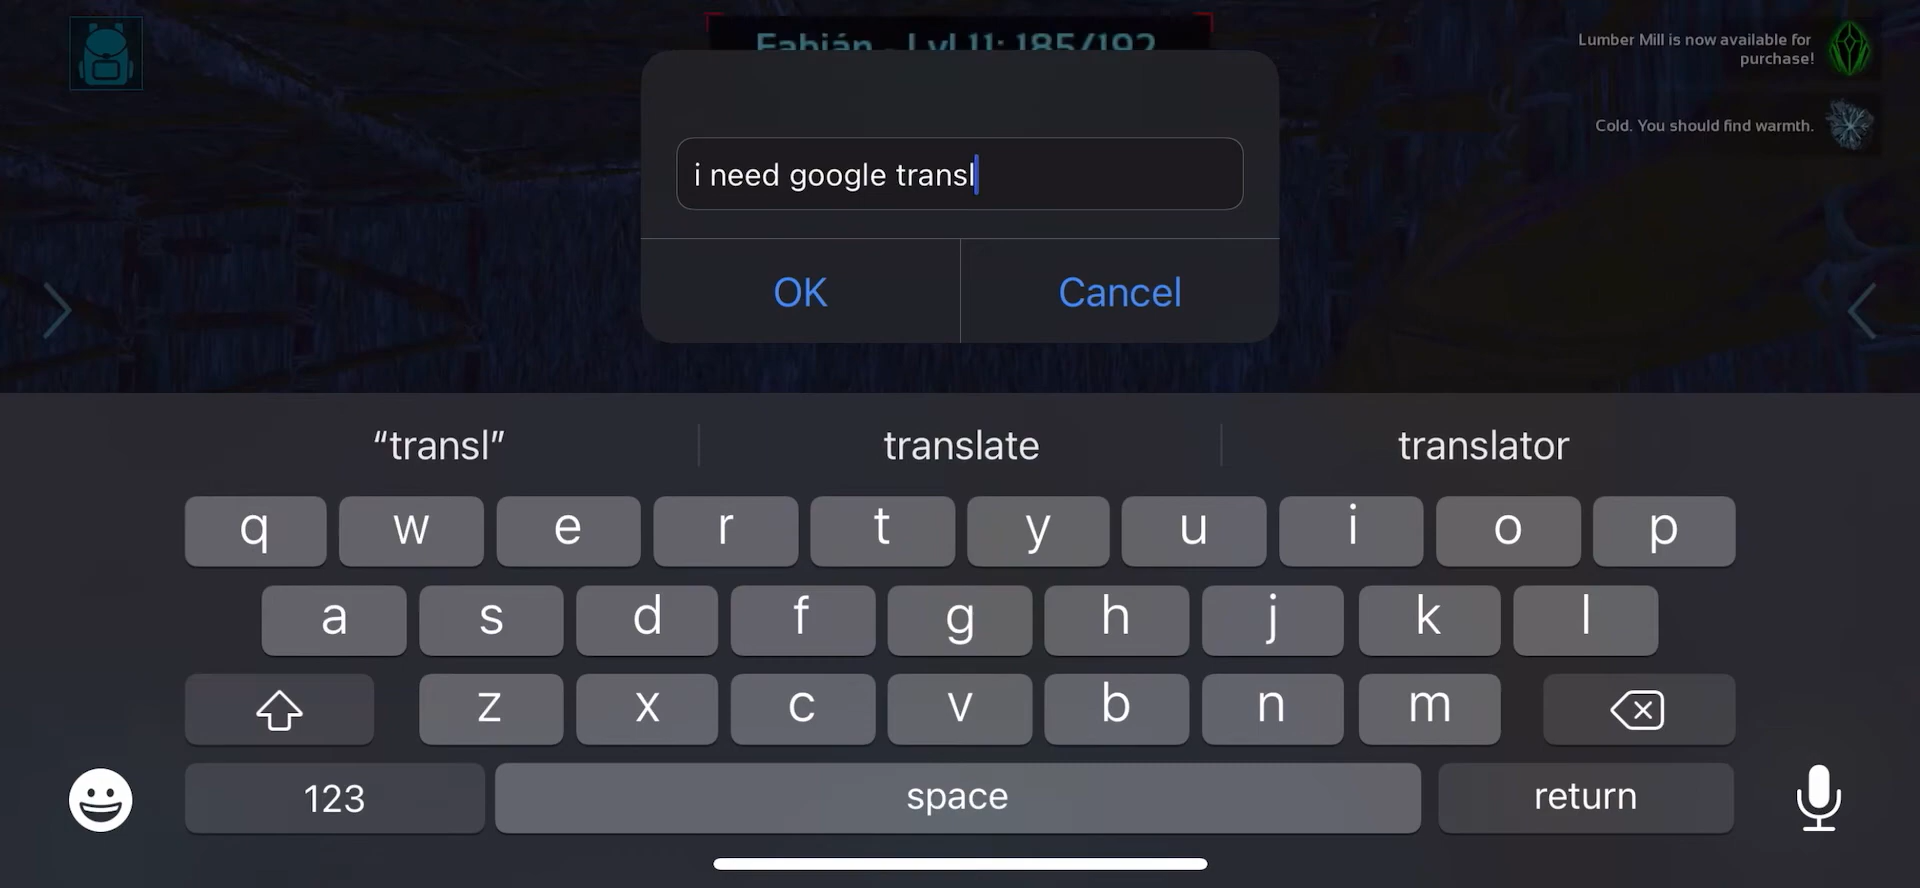 Fabián - Lvl 11: 185/192
Lumber Mill is now available for
purchase!
Cold. You should find warmth.
i need google transl
OK
Cancel
“transl”
translate
translator
q w e r t y u i o p
a s d f g h j k l
z x c v b n m
123
space
return